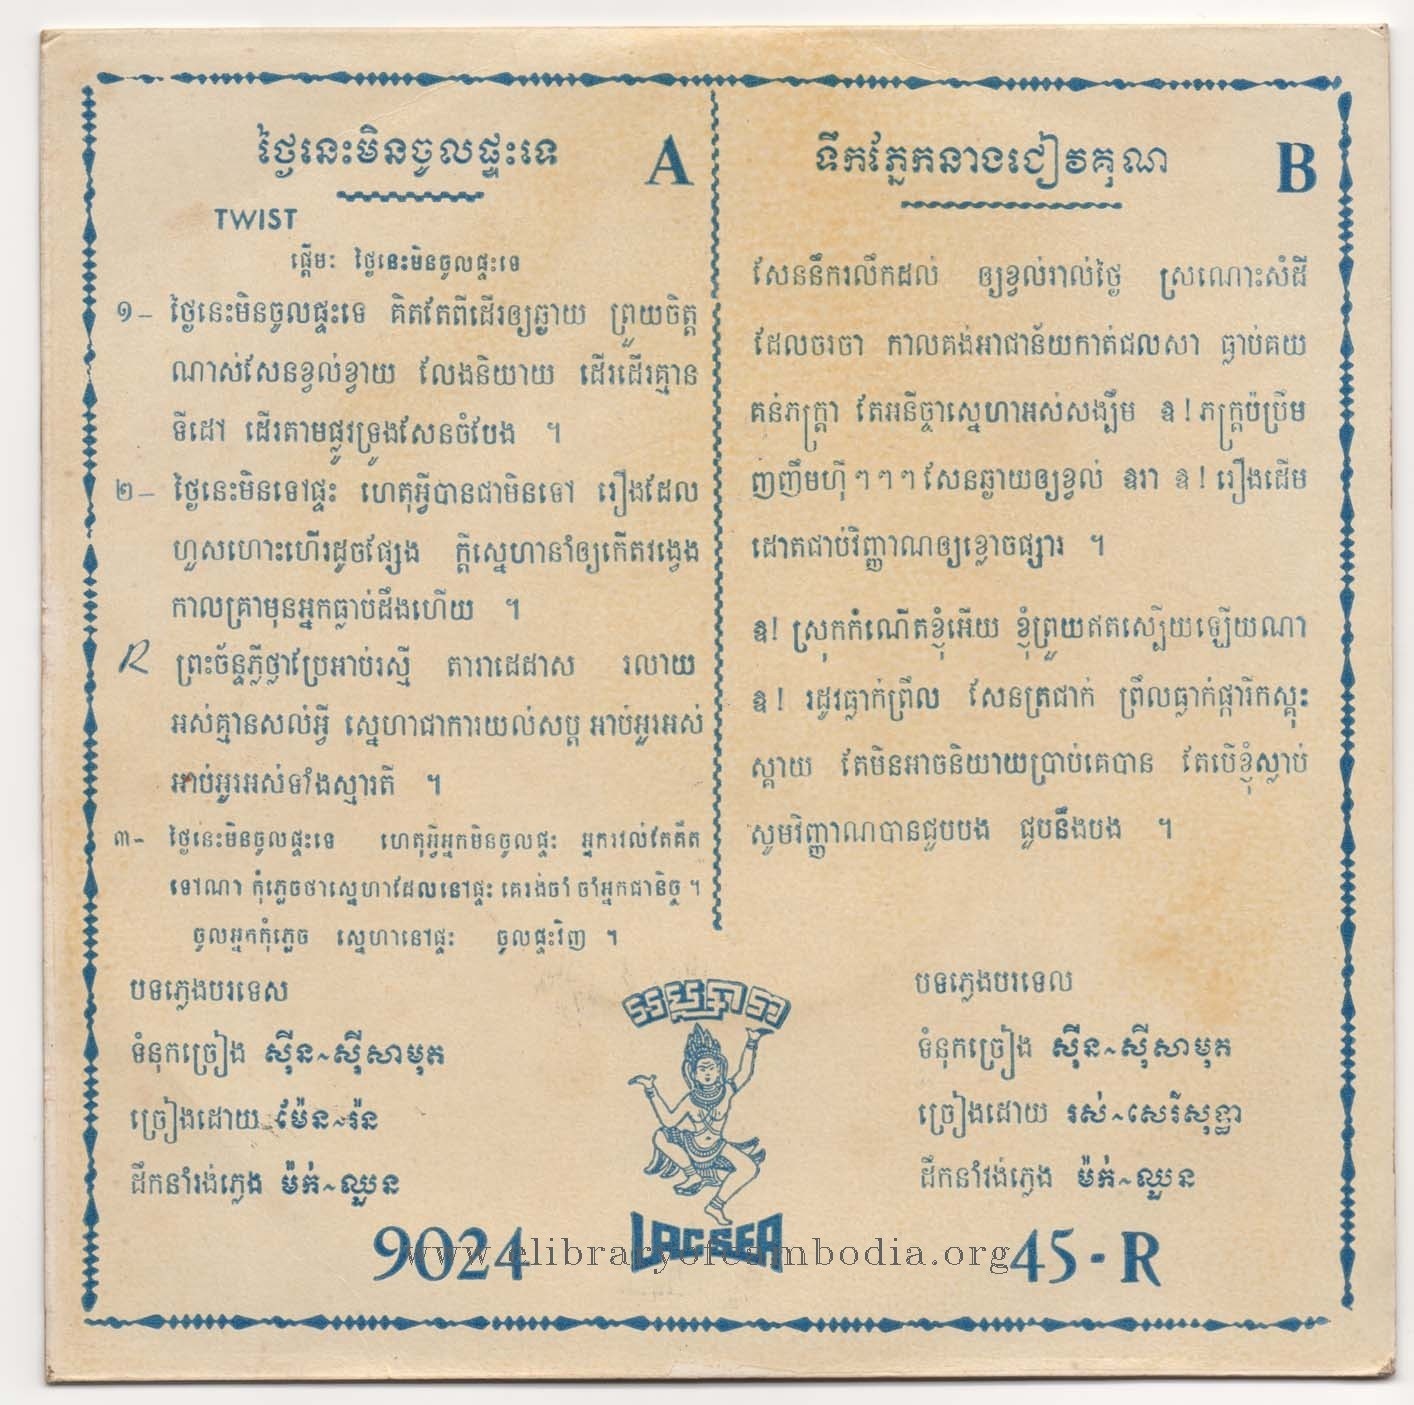 ថ្ងៃនេះមិនចូលផ្ទះទេ A
TWIST
ផ្ដើមៈ ថ្ងៃនេះមិនចូលផ្ទះទេ
១- ថ្ងៃនេះមិនចូលផ្ទះទេ គិតតែពីដើរឲ្យឆ្ងាយ ព្រួយចិត្ត
ណាស់សែនខ្វល់ខ្វាយ លែងនិយាយ ដើរដើរគ្មាន
ទីដៅ ដើរតាមផ្លូវទ្រូងសែនចំបែង ។
២- ថ្ងៃនេះមិនទៅផ្ទះ ហេតុអ្វីបានជាមិនទៅ រឿងដែល
ហួសហោះហើរដូចផ្សែង ក្ដីស្នេហានាំឲ្យកើតវង្វេង
កាលគ្រាមុនអ្នកធ្លាប់ដឹងហើយ ។
R ព្រះច័ន្ទភ្លឺថ្លាប្រែអាប់រស្មី តារាដេដាស រលាយ
អស់គ្មានសល់អ្វី ស្នេហាជាការយល់សប្ដ អាប់អួរអស់
អាប់អួរអស់ទាំងស្មារតី ។
៣- ថ្ងៃនេះមិនចូលផ្ទះទេ ហេតុអ្វីអ្នកមិនចូលផ្ទះ អ្នករវល់តែគិត
ទៅណា កុំភ្លេចថាស្នេហាដែលនៅផ្ទះ គេរង់ចាំ ចាំអ្នកជានិច្ច ។
ចូលអ្នកកុំភ្លេច ស្នេហានៅផ្ទះ ចូលផ្ទះវិញ ។
បទភ្លេងបរទេស
ទំនុកច្រៀង ស៊ីន~ស៊ីសាមុត
ច្រៀងដោយ ម៉ែន~រ៉ន
ដឹកនាំវង់ភ្លេង ម៉ក់~ឈួន
9024
ទឹកភ្នែកនាងជៀវគុណ B
សែននឹករលឹកដល់ ឲ្យខ្វល់រាល់ថ្ងៃ ស្រណោះសំដី
ដែលចរចា កាលគង់អាជាន័យកាត់ជលសា ធ្លាប់គយ
គន់ភក្ត្រា តែអនិច្ចាស្នេហាអស់សង្ឃឹម ឧ! ភក្ត្រប៉ប្រឹម
ញញឹមហ៊ឺ ។ ។ ។ សែនឆ្ងាយឲ្យខ្វល់ ឧរា ឧ! រឿងដើម
ដោតជាប់វិញ្ញាណឲ្យខ្លោចផ្សារ ។
ឧ! ស្រុកកំណើតខ្ញុំអើយ ខ្ញុំព្រួយឥតស្បើយឡើយណា
ឧ! រដូវធ្លាក់ព្រឹល សែនត្រជាក់ ព្រឹលធ្លាក់ផ្ការីកស្គុះ
ស្គាយ តែមិនអាចនិយាយប្រាប់គេបាន តែបើខ្ញុំស្លាប់
សូមវិញ្ញាណបានជួបបង ជួបនឹងបង ។
បទភ្លេងបរទេល
ទំនុកច្រៀង ស៊ីន~ស៊ីសាមុត
ច្រៀងដោយ រស់~សេរីសុទ្ធា
ដឹកនាំវង់ភ្លេង ម៉ក់~ឈួន
45-R
LACSEA
www.elibraryofcambodia.org